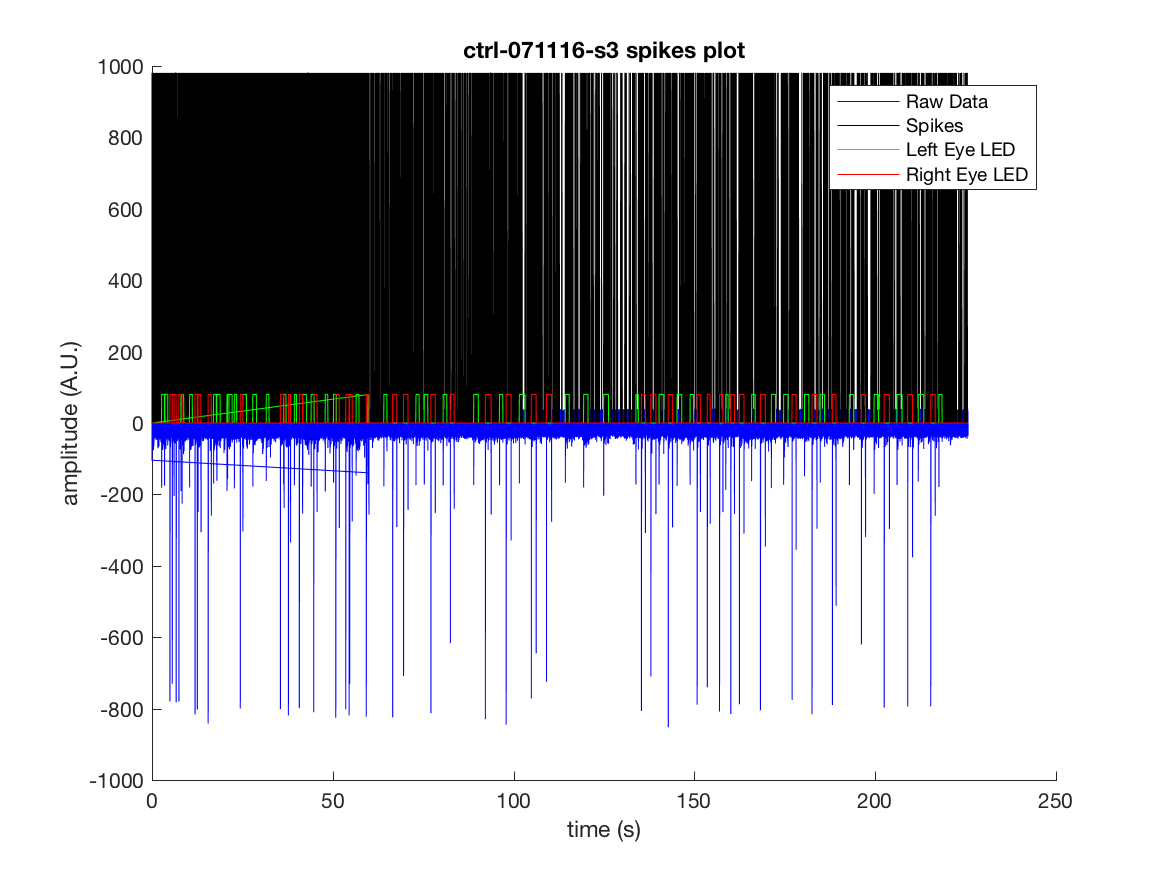 ctrl-071116-s3 spikes plot
1000
800
600
400
200
0
-200
-400
-600
-800
-1000
amplitude (A.U.)
Raw Data
Spikes
Left Eye LED
Right Eye LED
0 50 100 150 200 250
time (s)